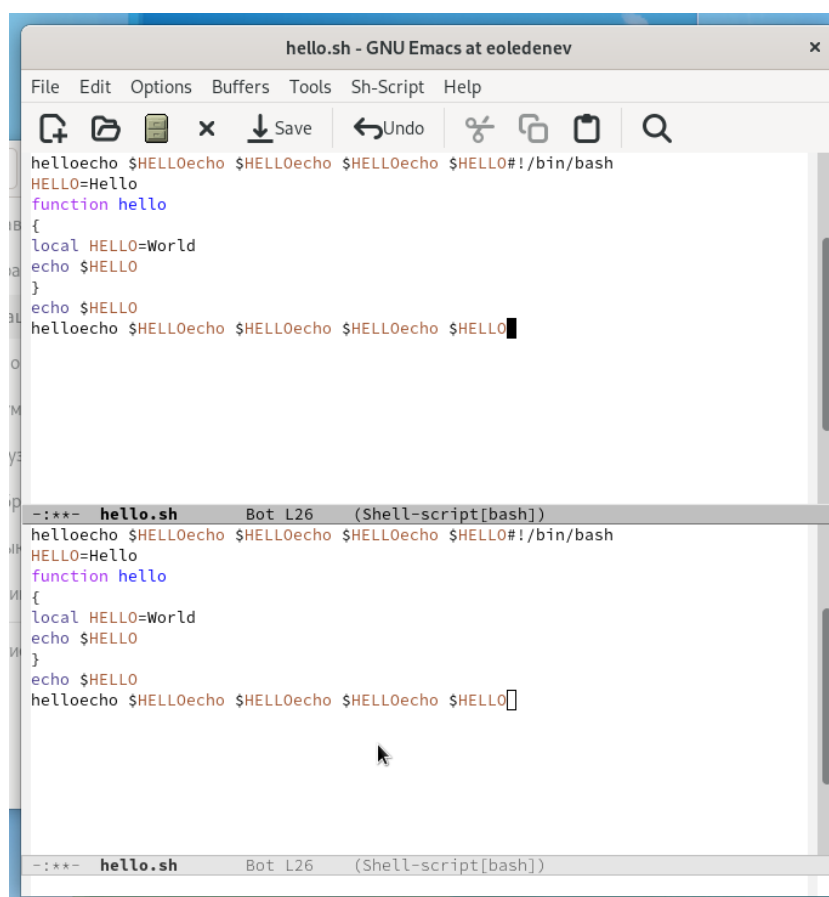 hello.sh - GNU Emacs at eoledenev
File Edit Options Buffers Tools Sh-Script Help
Save Undo
helloecho $HELLOecho $HELLOecho $HELLOecho $HELLO#!/bin/bash
HELLO=Hello
function hello
{
local HELLO=World
echo $HELLO
}
echo $HELLO
helloecho $HELLOecho $HELLOecho $HELLOecho $HELLO
-:**- hello.sh Bot L26 (Shell-script[bash])
helloecho $HELLOecho $HELLOecho $HELLOecho $HELLO#!/bin/bash
HELLO=Hello
function hello
{
local HELLO=World
echo $HELLO
}
echo $HELLO
helloecho $HELLOecho $HELLOecho $HELLOecho $HELLO
-:**- hello.sh Bot L26 (Shell-script[bash])